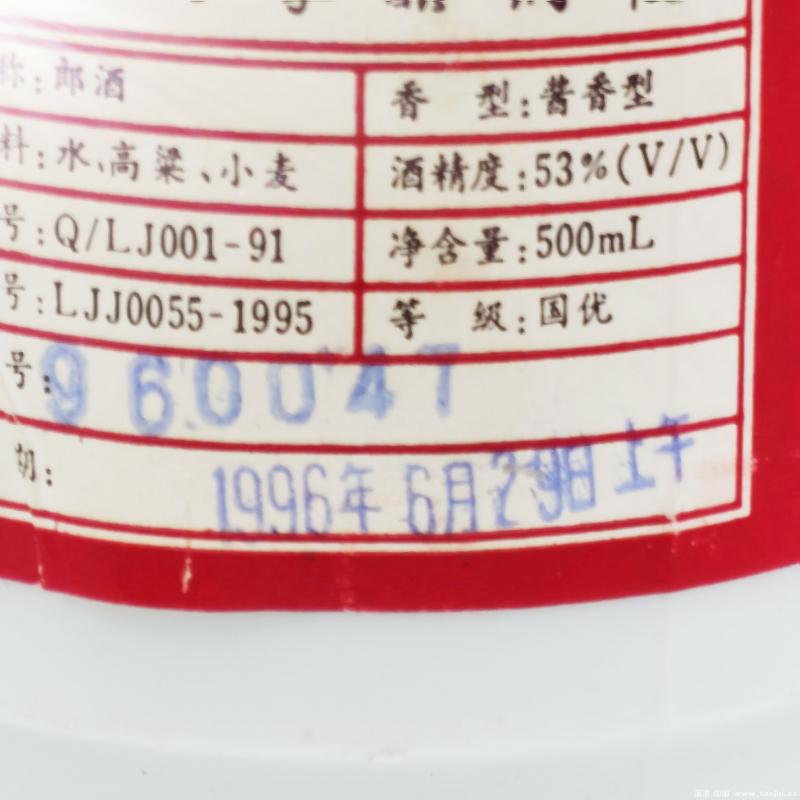 称:郎酒
香 型:酱香型
料:水、高粱、小麦
酒精度:53%(V/V)
号:Q/LJ001-91
净含量:500mL
号:LJJ0055-1995
等 级:国优
号:960047
期:
1996年6月29日上午